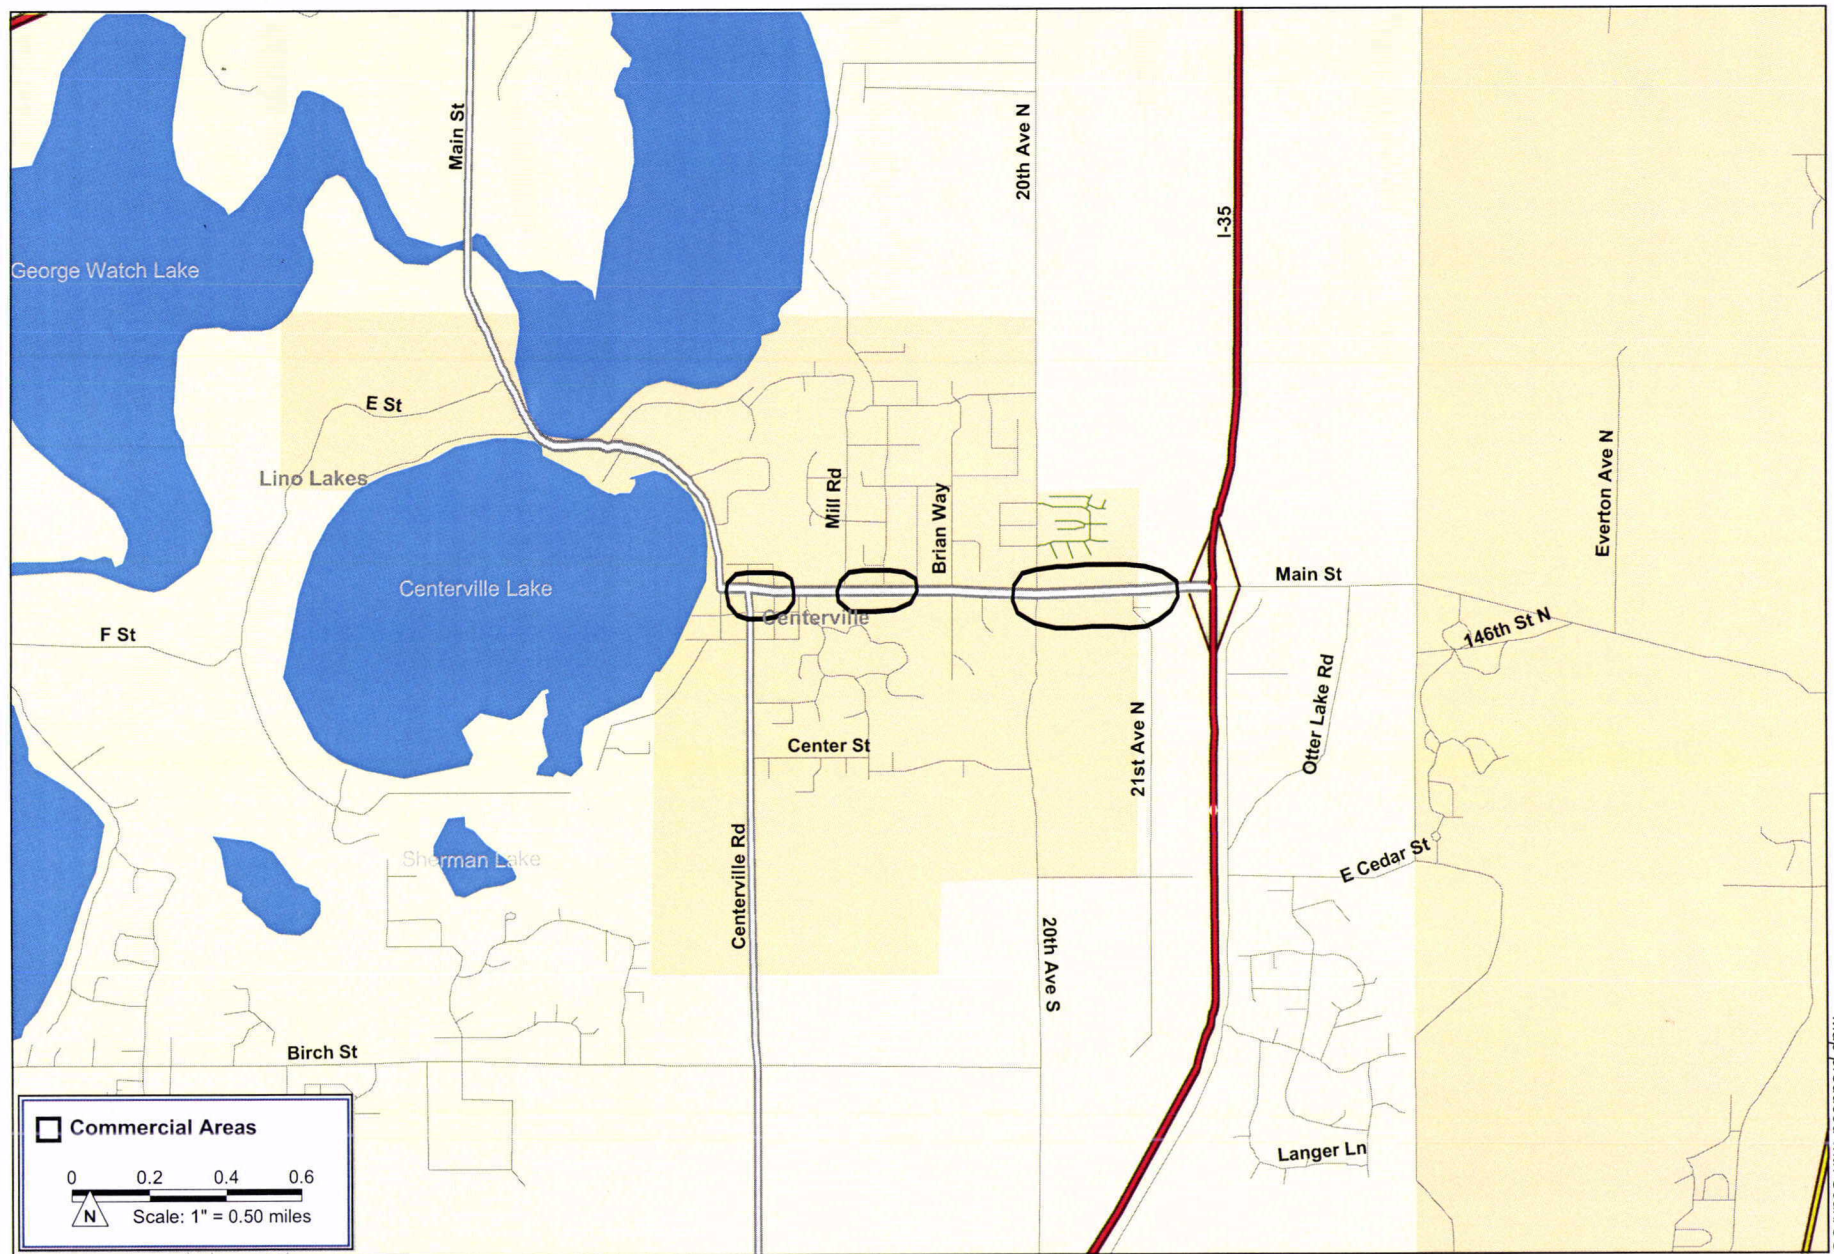 Main St
20th Ave N
I-35
George Watch Lake
E St
Lino Lakes
Mill Rd
Brian Way
Everton Ave N
Centerville Lake
Main St
Centerville
F St
146th St N
Otter Lake Rd
21st Ave N
Center St
Centerville Rd
Sherman Lake
E Cedar St
20th Ave S
Birch St
Langer Ln
Commercial Areas
0 0.2 0.4 0.6
N
Scale: 1" = 0.50 miles